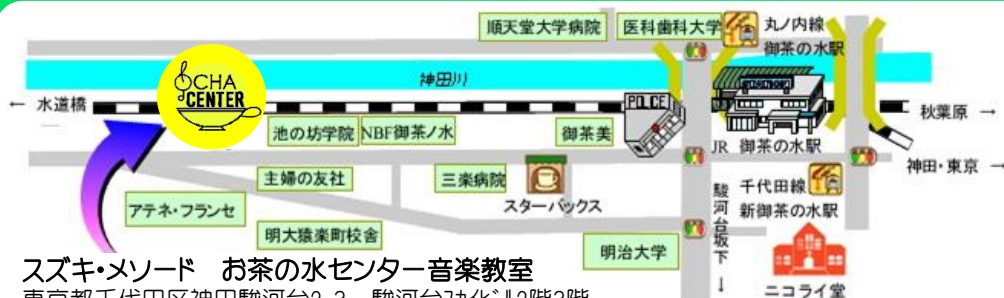 順天堂大学病院
医科歯科大学
丸ノ内線
御茶の水駅
OCHA
CENTER
神田川
← 水道橋
POLICE
秋葉原 →
池の坊学院
NBF御茶ノ水
御茶美
JR 御茶の水駅
神田・東京 →
主婦の友社
三楽病院
スターバックス
駿河台坂下
↓
千代田線
新御茶の水駅
アテネ・フランセ
明大猿楽町校舎
明治大学
ニコライ堂
スズキ・メソード お茶の水センター音楽教室